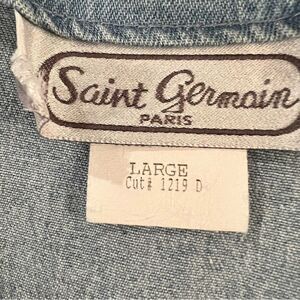 Saint Germain
PARIS
LARGE
Cut# 1219 D